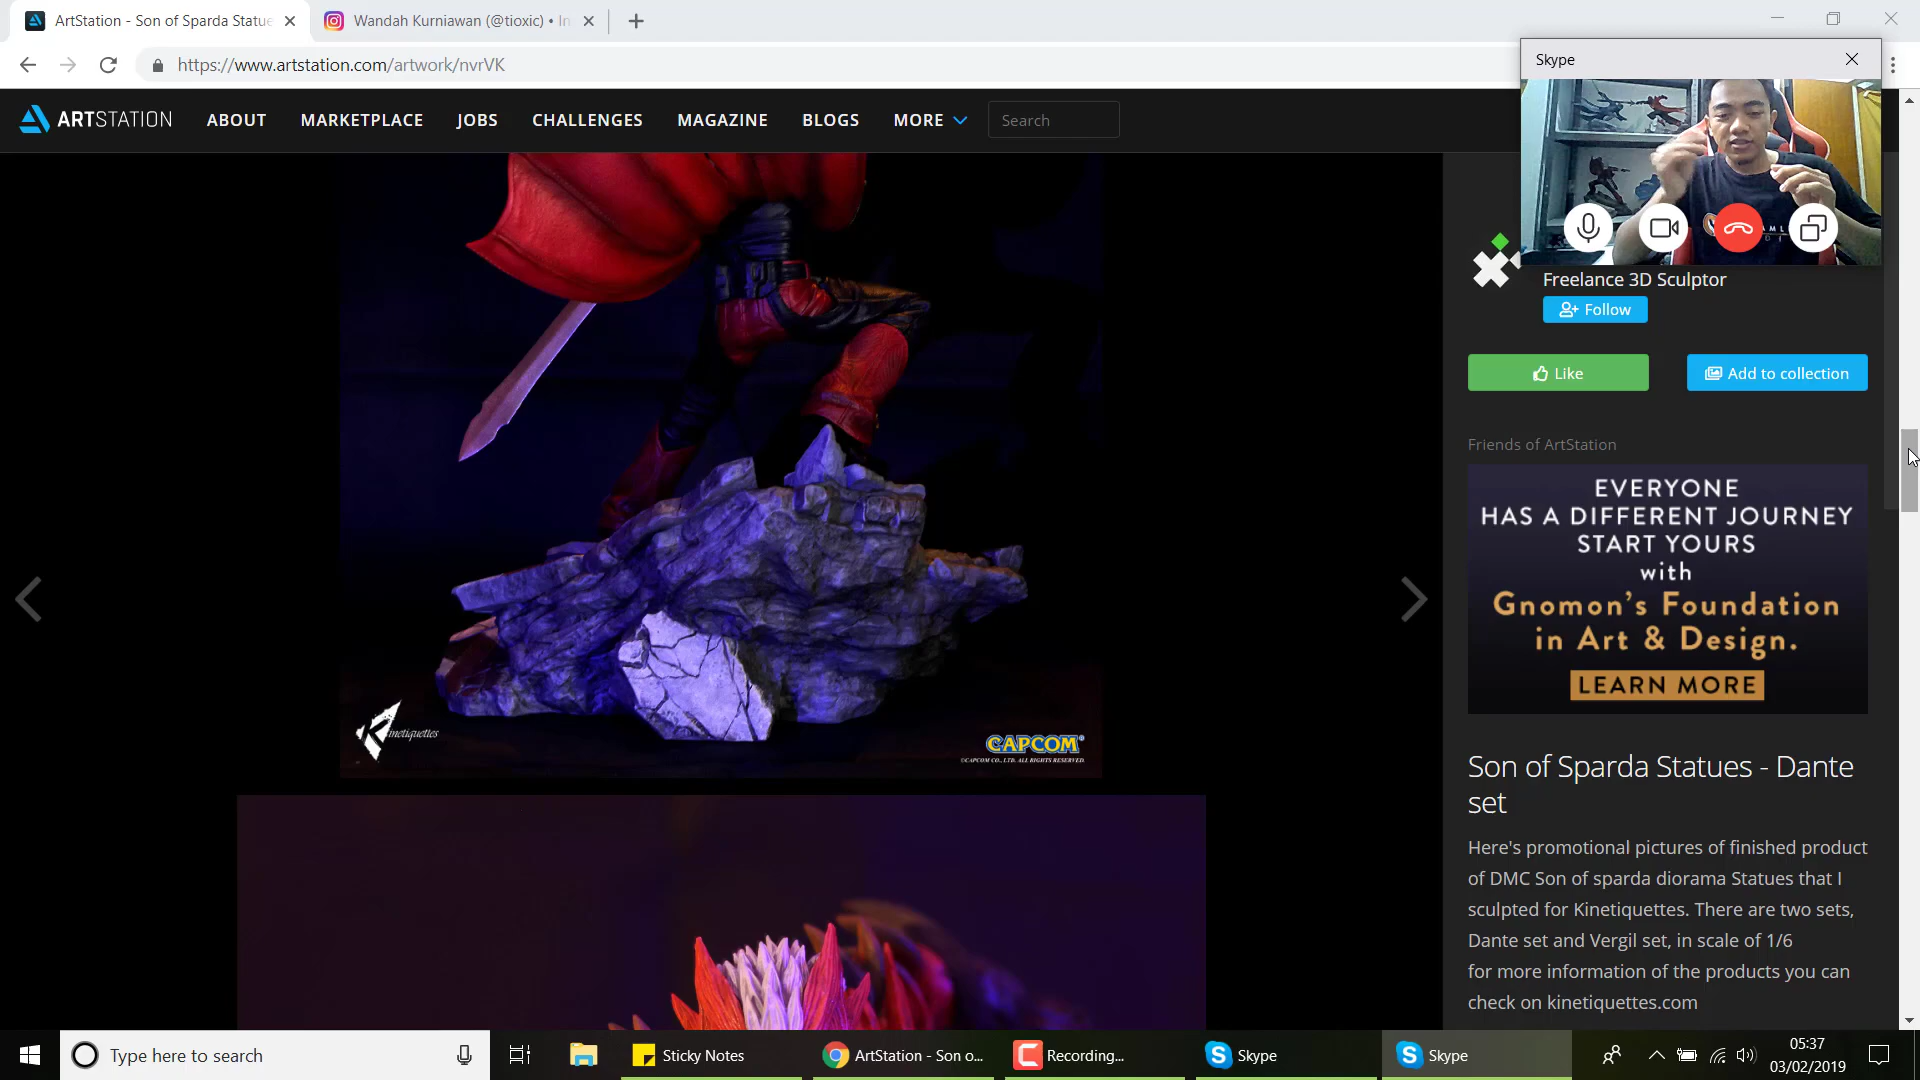 ArtStation - Son of Sparda Statue
Wandah Kurniawan (@tioxic) • In
https://www.artstation.com/artwork/nvrVK
Skype
ARTSTATION
ABOUT
MARKETPLACE
JOBS
CHALLENGES
MAGAZINE
BLOGS
MORE
Search
Freelance 3D Sculptor
Follow
Like
Add to collection
Friends of ArtStation
EVERYONE
HAS A DIFFERENT JOURNEY
START YOURS
with
Gnomon's Foundation
in Art & Design.
LEARN MORE
Kinetiquettes
CAPCOM®
©CAPCOM CO., LTD. ALL RIGHTS RESERVED.
Son of Sparda Statues - Dante
set
Here's promotional pictures of finished product
of DMC Son of sparda diorama Statues that I
sculpted for Kinetiquettes. There are two sets,
Dante set and Vergil set, in scale of 1/6
for more information of the products you can
check on kinetiquettes.com
Type here to search
Sticky Notes
ArtStation - Son o...
Recording...
Skype
Skype
05:37
03/02/2019